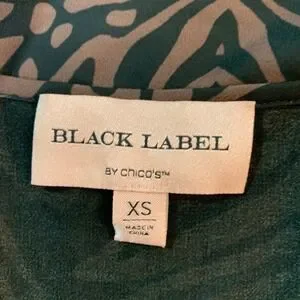 BLACK LABEL
BY chico's™
XS
MADE IN
CHINA